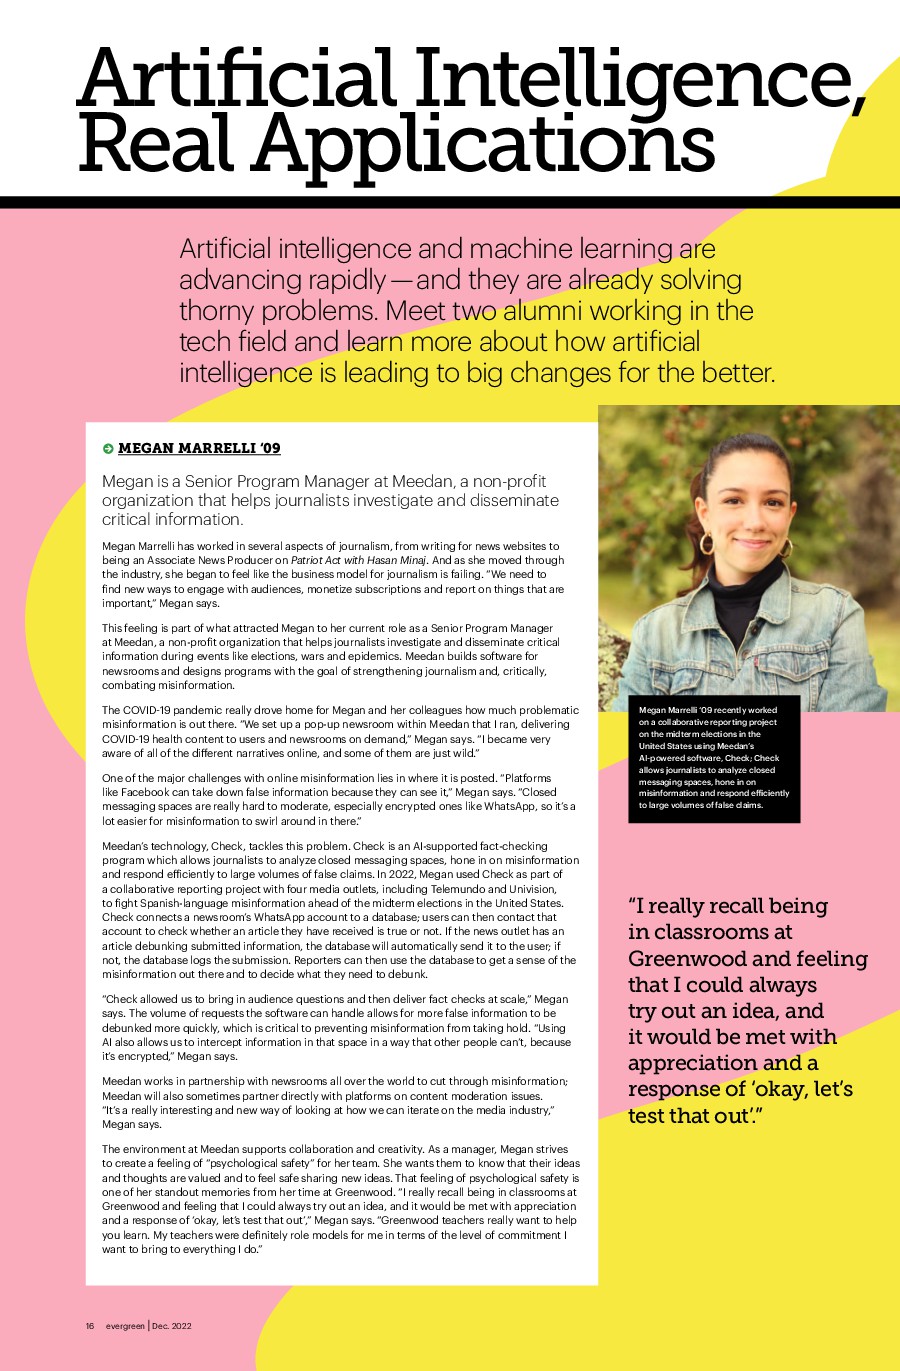 Artificial Intelligence,
Real Applications
Artificial intelligence and machine learning are
advancing rapidly — and they are already solving
thorny problems. Meet two alumni working in the
tech field and learn more about how artificial
intelligence is leading to big changes for the better.
MEGAN MARRELLI ’09
Megan is a Senior Program Manager at Meedan, a non-profit
organization that helps journalists investigate and disseminate
critical information.
Megan Marrelli has worked in several aspects of journalism, from writing for news websites to
being an Associate News Producer on Patriot Act with Hasan Minaj. And as she moved through
the industry, she began to feel like the business model for journalism is failing. “We need to
find new ways to engage with audiences, monetize subscriptions and report on things that are
important,” Megan says.
This feeling is part of what attracted Megan to her current role as a Senior Program Manager
at Meedan, a non-profit organization that helps journalists investigate and disseminate critical
information during events like elections, wars and epidemics. Meedan builds software for
newsrooms and designs programs with the goal of strengthening journalism and, critically,
combating misinformation.
The COVID-19 pandemic really drove home for Megan and her colleagues how much problematic
misinformation is out there. “We set up a pop-up newsroom within Meedan that I ran, delivering
COVID-19 health content to users and newsrooms on demand,” Megan says. “I became very
aware of all of the different narratives online, and some of them are just wild.”
One of the major challenges with online misinformation lies in where it is posted. “Platforms
like Facebook can take down false information because they can see it,” Megan says. “Closed
messaging spaces are really hard to moderate, especially encrypted ones like WhatsApp, so it’s a
lot easier for misinformation to swirl around in there.”
Meedan’s technology, Check, tackles this problem. Check is an AI-supported fact-checking
program which allows journalists to analyze closed messaging spaces, hone in on misinformation
and respond efficiently to large volumes of false claims. In 2022, Megan used Check as part of
a collaborative reporting project with four media outlets, including Telemundo and Univision,
to fight Spanish-language misinformation ahead of the midterm elections in the United States.
Check connects a newsroom’s WhatsApp account to a database; users can then contact that
account to check whether an article they have received is true or not. If the news outlet has an
article debunking submitted information, the database will automatically send it to the user; if
not, the database logs the submission. Reporters can then use the database to get a sense of the
misinformation out there and to decide what they need to debunk.
“Check allowed us to bring in audience questions and then deliver fact checks at scale,” Megan
says. The volume of requests the software can handle allows for more false information to be
debunked more quickly, which is critical to preventing misinformation from taking hold. “Using
AI also allows us to intercept information in that space in a way that other people can’t, because
it’s encrypted,” Megan says.
Meedan works in partnership with newsrooms all over the world to cut through misinformation;
Meedan will also sometimes partner directly with platforms on content moderation issues.
“It’s a really interesting and new way of looking at how we can iterate on the media industry,”
Megan says.
The environment at Meedan supports collaboration and creativity. As a manager, Megan strives
to create a feeling of “psychological safety” for her team. She wants them to know that their ideas
and thoughts are valued and to feel safe sharing new ideas. That feeling of psychological safety is
one of her standout memories from her time at Greenwood. “I really recall being in classrooms at
Greenwood and feeling that I could always try out an idea, and it would be met with appreciation
and a response of ‘okay, let’s test that out’,” Megan says. “Greenwood teachers really want to help
you learn. My teachers were definitely role models for me in terms of the level of commitment I
want to bring to everything I do.”
Megan Marrelli ’09 recently worked
on a collaborative reporting project
on the midterm elections in the
United States using Meedan’s
AI-powered software, Check; Check
allows journalists to analyze closed
messaging spaces, hone in on
misinformation and respond efficiently
to large volumes of false claims.
“I really recall being
in classrooms at
Greenwood and feeling
that I could always
try out an idea, and
it would be met with
appreciation and a
response of ‘okay, let’s
test that out’.”
16 evergreen | Dec. 2022